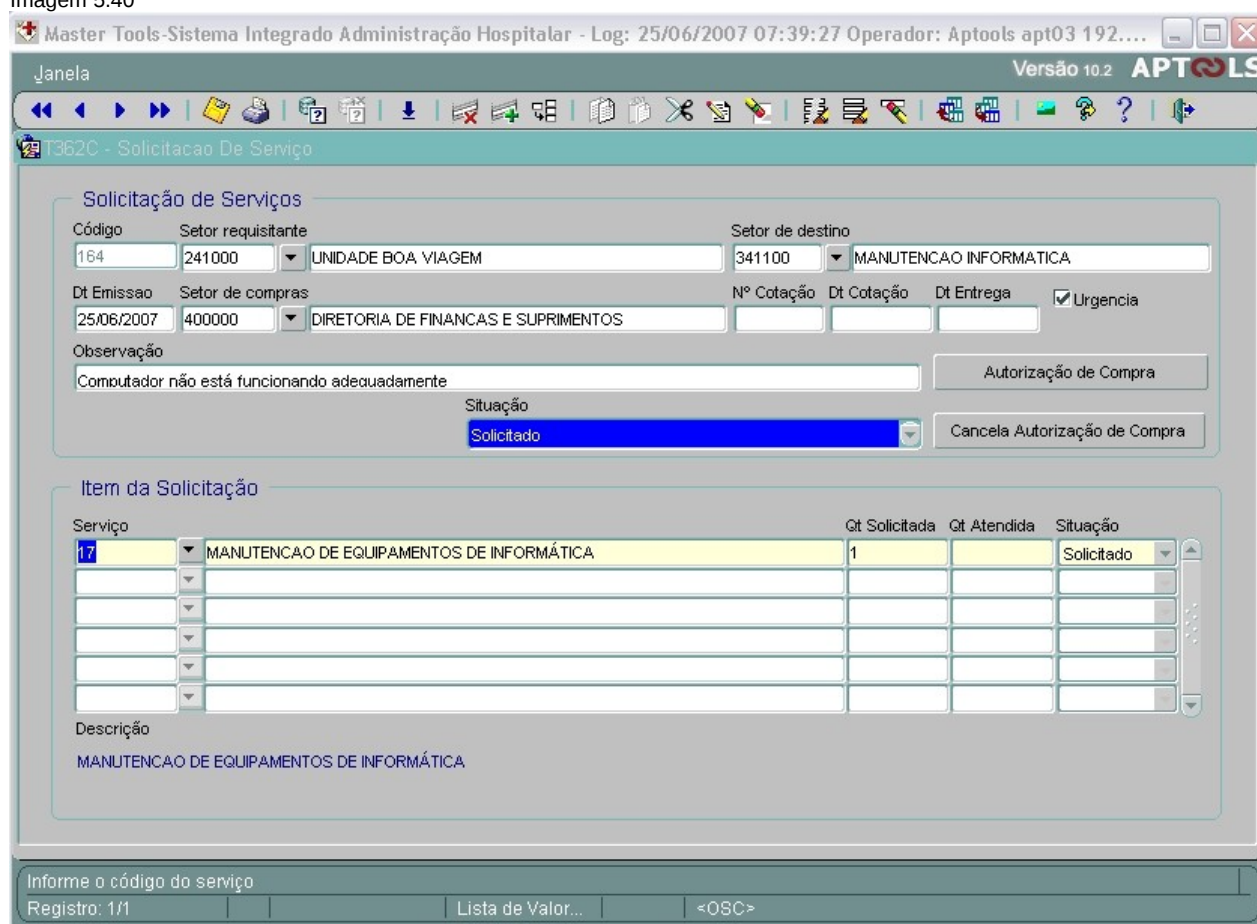 Imagem 5.40
Master Tools-Sistema Integrado Administração Hospitalar - Log: 25/06/2007 07:39:27 Operador: Aptools apt03 192....
Janela
Versão 10.2 APTOOLS
T362C - Solicitacao De Serviço
Solicitação de Serviços
Código Setor requisitante Setor de destino
164 241000 UNIDADE BOA VIAGEM 341100 MANUTENCAO INFORMATICA
Dt Emissao Setor de compras Nº Cotação Dt Cotação Dt Entrega Urgencia
25/06/2007 400000 DIRETORIA DE FINANCAS E SUPRIMENTOS
Observação
Computador não está funcionando adequadamente Autorização de Compra
Situação
Solicitado Cancela Autorização de Compra
Item da Solicitação
Serviço Qt Solicitada Qt Atendida Situação
17 MANUTENCAO DE EQUIPAMENTOS DE INFORMÁTICA 1 Solicitado
Descrição
MANUTENCAO DE EQUIPAMENTOS DE INFORMÁTICA
Informe o código do serviço
Registro: 1/1 Lista de Valor... <OSC>